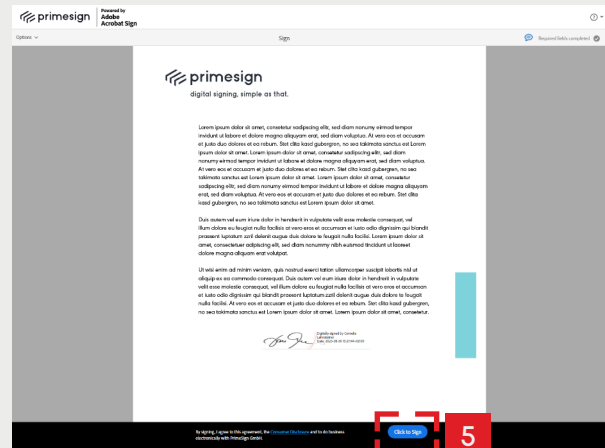 primesign
Powered by
Adobe
Acrobat Sign
Options
Sign
Required fields completed
primesign
digital signing, simple as that.
Lorem ipsum dolor sit amet, consetetur sadipscing elitr, sed diam nonumy eirmod tempor
invidunt ut labore et dolore magna aliquyam erat, sed diam voluptua. At vero eos et accusam
et justo duo dolores et ea rebum. Stet clita kasd gubergren, no sea takimata sanctus est Lorem
ipsum dolor sit amet. Lorem ipsum dolor sit amet, consetetur sadipscing elitr, sed diam
nonumy eirmod tempor invidunt ut labore et dolore magna aliquyam erat, sed diam voluptua.
At vero eos et accusam et justo duo dolores et ea rebum. Stet clita kasd gubergren, no sea
takimata sanctus est Lorem ipsum dolor sit amet. Lorem ipsum dolor sit amet, consetetur
sadipscing elitr, sed diam nonumy eirmod tempor invidunt ut labore et dolore magna aliquyam
erat, sed diam voluptua. At vero eos et accusam et justo duo dolores et ea rebum. Stet clita
kasd gubergren, no sea takimata sanctus est Lorem ipsum dolor sit amet.
Duis autem vel eum iriure dolor in hendrerit in vulputate velit esse molestie consequat, vel
illum dolore eu feugiat nulla facilisis at vero eros et accumsan et iusto odio dignissim qui blandit
praesent luptatum zzril delenit augue duis dolore te feugait nulla facilisi. Lorem ipsum dolor sit
amet, consectetuer adipiscing elit, sed diam nonummy nibh euismod tincidunt ut laoreet
dolore magna aliquam erat volutpat.
Ut wisi enim ad minim veniam, quis nostrud exerci tation ullamcorper suscipit lobortis nisl ut
aliquip ex ea commodo consequat. Duis autem vel eum iriure dolor in hendrerit in vulputate
velit esse molestie consequat, vel illum dolore eu feugiat nulla facilisis at vero eros et accumsan
et iusto odio dignissim qui blandit praesent luptatum zzril delenit augue duis dolore te feugait
nulla facilisi. At vero eos et accusam et justo duo dolores et ea rebum. Stet clita kasd gubergren,
no sea takimata sanctus est Lorem ipsum dolor sit amet. Lorem ipsum dolor sit amet, consetetur.
Digitally signed by
By signing, I agree to this agreement, the Consumer Disclosure and to do business
electronically with PrimeSign GmbH.
Click to Sign
5